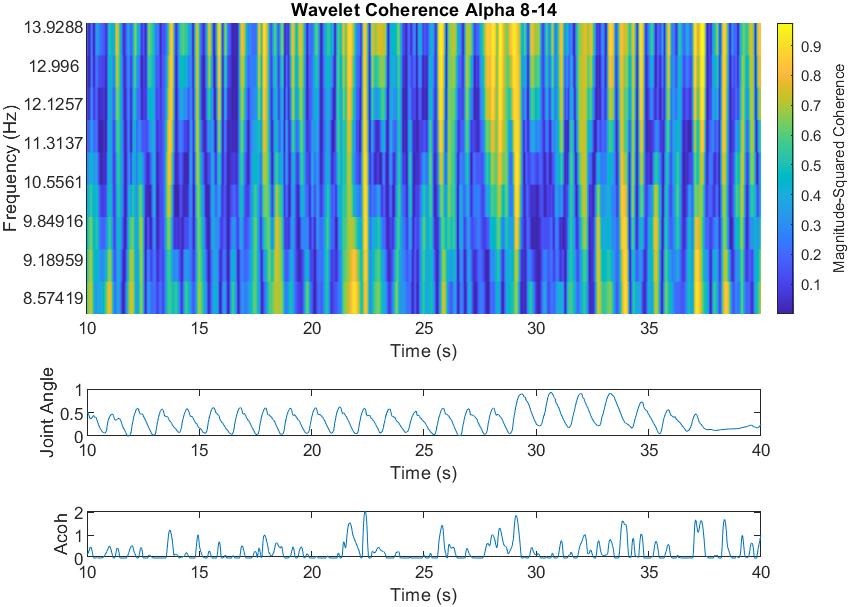 Wavelet Coherence Alpha 8-14
Frequency (Hz)
13.9288
12.996
12.1257
11.3137
10.5561
9.84916
9.18959
8.57419
10 15 20 25 30 35
Time (s)
0.9
0.8
0.7
0.6
0.5
0.4
0.3
0.2
0.1
Magnitude-Squared Coherence
Joint Angle
1
0.5
0
10 15 20 25 30 35 40
Time (s)
Acoh
2
1
0
10 15 20 25 30 35 40
Time (s)